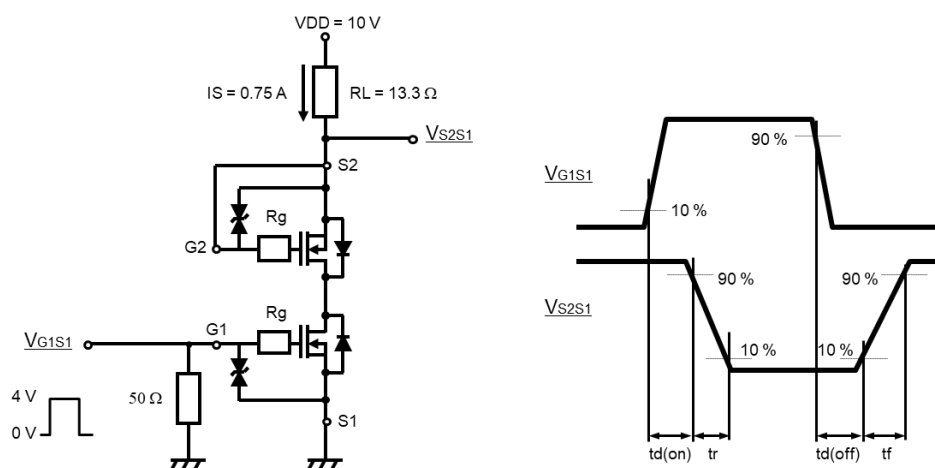 VDD = 10 V
IS = 0.75 A
RL = 13.3 Ω
VS2S1
S2
Rg
G2
Rg
G1
VG1S1
4 V
0 V
50 Ω
S1
VG1S1
90 %
10 %
VS2S1
90 %
90 %
10 %
10 %
td(on)
tr
td(off)
tf